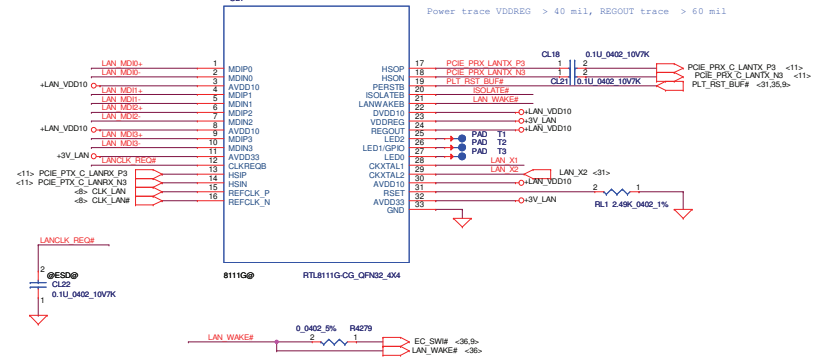 Power trace VDDREG > 40 mil, REGOUT trace > 60 mil
LAN_MDI0+ 1 MDIP0
LAN_MDI0- 2 MDIN0
+LAN_VDD10 3 AVDD10
LAN_MDI1+ 4 MDIP1
LAN_MDI1- 5 MDIN1
LAN_MDI2+ 6 MDIP2
LAN_MDI2- 7 MDIN2
+LAN_VDD10 8 AVDD10
LAN_MDI3+ 9 MDIP3
LAN_MDI3- 10 MDIN3
+3V_LAN 11 AVDD33
LANCLK_REQ# 12 CLKREQB
<11> PCIE_PTX_C_LANRX_P3 13 HSIP
<11> PCIE_PTX_C_LANRX_N3 14 HSIN
<8> CLK_LAN 15 REFCLK_P
<8> CLK_LAN# 16 REFCLK_N
CL18 0.1U_0402_10V7K
HSOP 17 PCIE_PRX_LANTX_P3 1 2 PCIE_PRX_C_LANTX_P3 <11>
HSON 18 PCIE_PRX_LANTX_N3 1 2 PCIE_PRX_C_LANTX_N3 <11>
PERSTB 19 PLT_RST_BUF# CL21 0.1U_0402_10V7K PLT_RST_BUF# <31,35,9>
ISOLATEB 20 ISOLATE#
LANWAKEB 21 LAN_WAKE#
DVDD10 22 +LAN_VDD10
VDDREG 23 +3V_LAN
REGOUT 24 +LAN_VDD10
LED2 25 PAD T1
LED1/GPIO 26 PAD T2
LED0 27 PAD T3
CKXTAL1 28 LAN_X1
CKXTAL2 29 LAN_X2 LAN_X2 <31>
AVDD10 30 +LAN_VDD10
RSET 31 2 1
AVDD33 32 +3V_LAN
GND 33
RL1 2.49K_0402_1%
8111G@ RTL8111G-CG_QFN32_4X4
LANCLK_REQ#
2
@ESD@
CL22
0.1U_0402_10V7K
1
0_0402_5% R4279
LAN_WAKE# 2 1 EC_SWI# <36,9>
LAN_WAKE# <36>